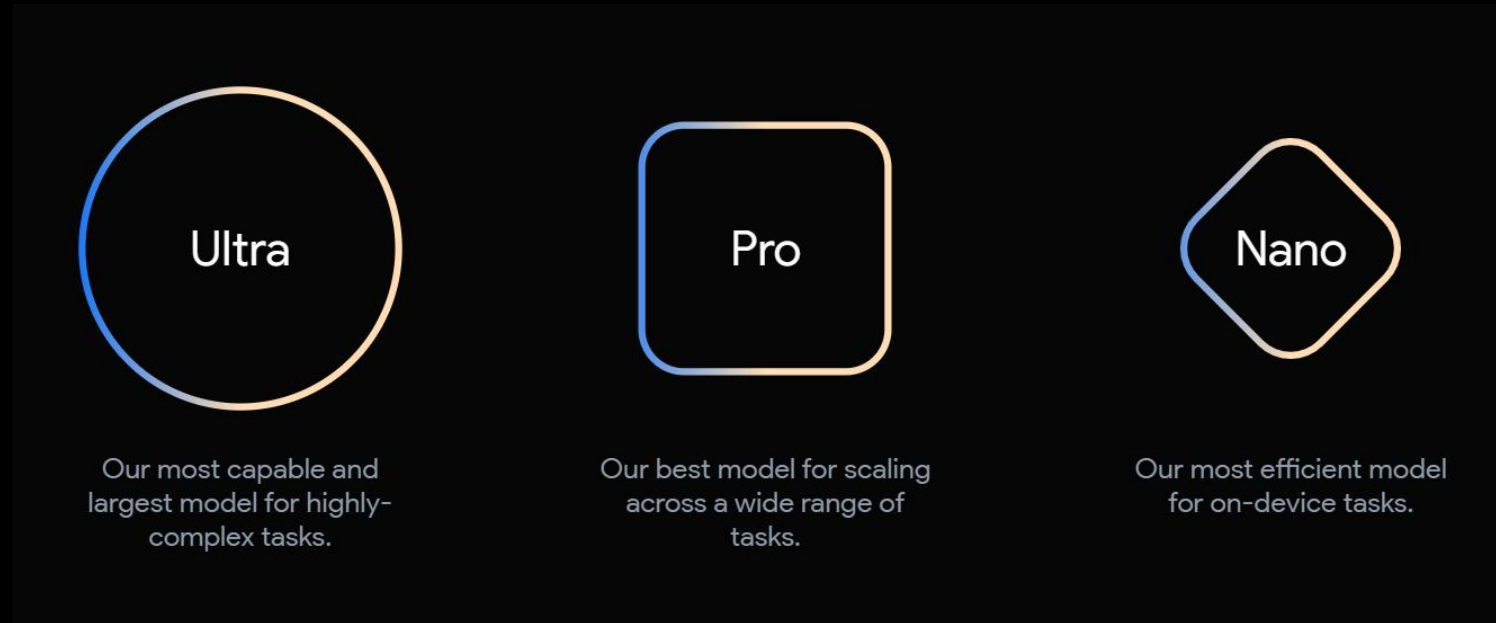 Ultra
Our most capable and
largest model for highly-
complex tasks.
Pro
Our best model for scaling
across a wide range of
tasks.
Nano
Our most efficient model
for on-device tasks.